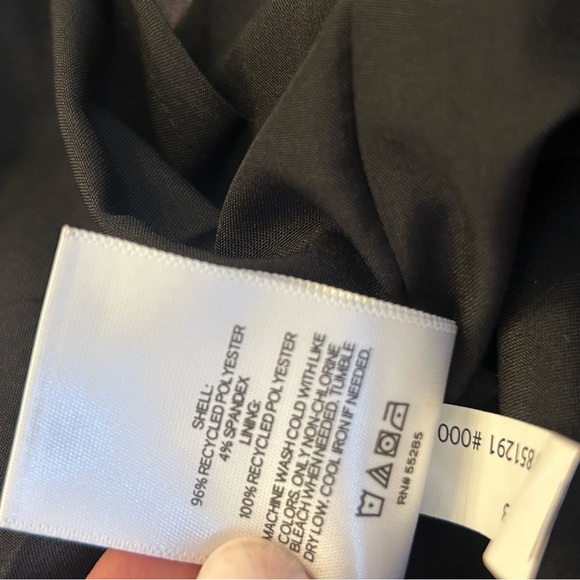 SHELL:
96% RECYCLED POLYESTER
4% SPANDEX
LINING:
100% RECYCLED POLYESTER
MACHINE WASH COLD WITH LIKE
COLORS, ONLY NON-CHLORINE
BLEACH WHEN NEEDED. TUMBLE
DRY LOW. COOL IRON IF NEEDED.
RN# 55285
851291 #000